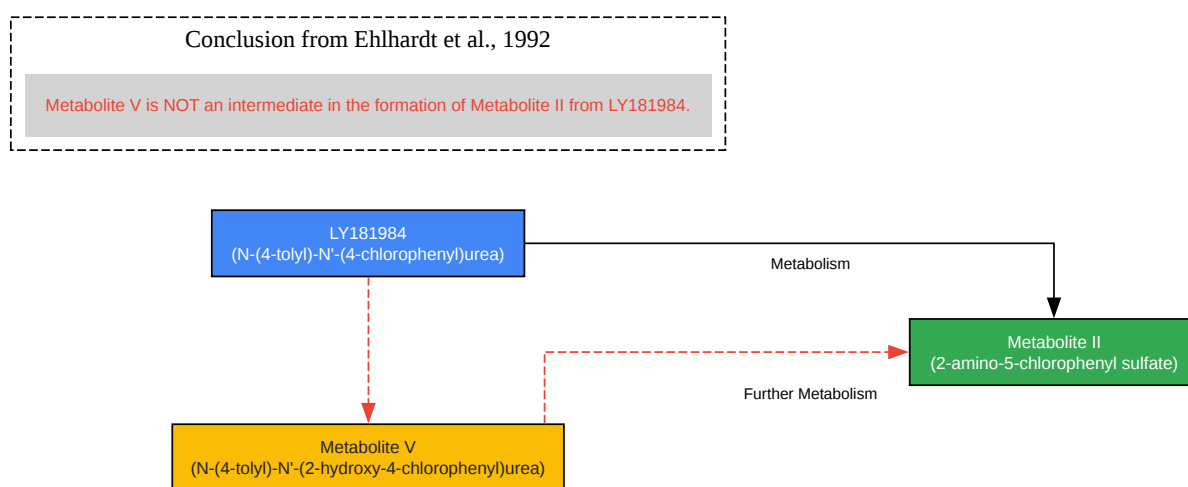 Conclusion from Ehlhardt et al., 1992
Metabolite V is NOT an intermediate in the formation of Metabolite II from LY181984.
LY181984
(N-(4-tolyl)-N'-(4-chlorophenyl)urea)
Metabolism
Metabolite II
(2-amino-5-chlorophenyl sulfate)
Further Metabolism
Metabolite V
(N-(4-tolyl)-N'-(2-hydroxy-4-chlorophenyl)urea)